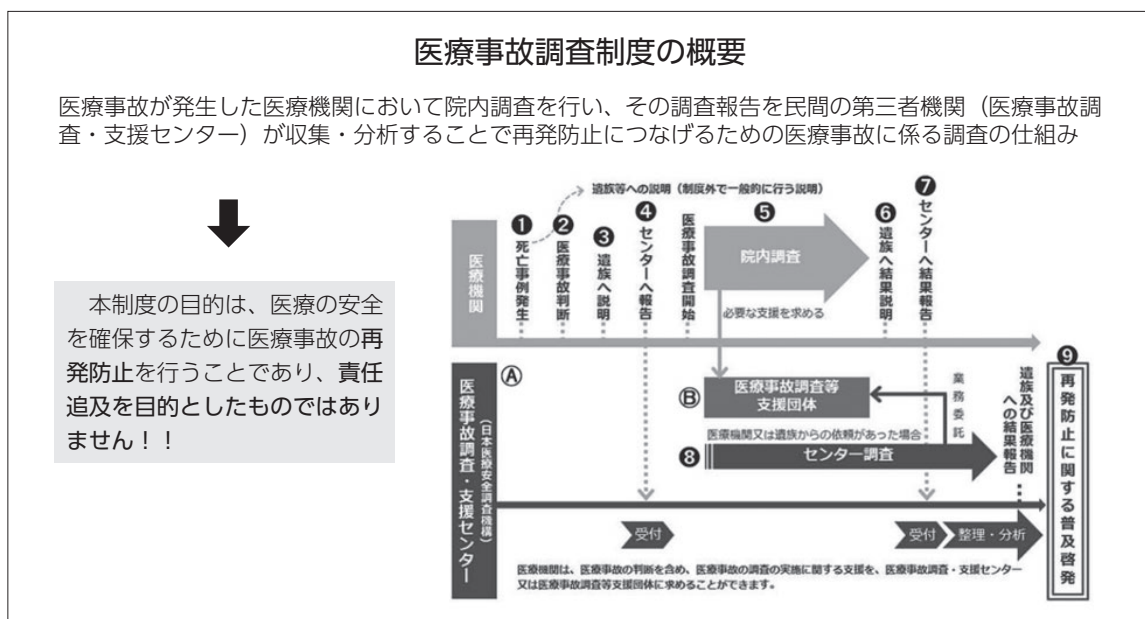 医療事故調査制度の概要
医療事故が発生した医療機関において院内調査を行い、その調査報告を民間の第三者機関（医療事故調
査・支援センター）が収集・分析することで再発防止につなげるための医療事故に係る調査の仕組み
本制度の目的は、医療の安全
を確保するために医療事故の再
発防止を行うことであり、責任
追及を目的としたものではあり
ません！！
遺族等への説明（制度外で一般的に行う説明）
医療機関
❶死亡事例発生
❷医療事故判断
❸遺族へ説明
❹センターへ報告
医療事故調査開始
❺
院内調査
必要な支援を求める
❻遺族へ結果説明
❼センターへ結果報告
医療事故調査・支援センター
（日本医療安全調査機構）
Ⓐ
Ⓑ
医療事故調査等
支援団体
業務委託
医療機関又は遺族からの依頼があった場合
❽
センター調査
遺族及び医療機関
への結果報告
❾
再発防止に関する普及啓発
受付
受付
整理・分析
医療機関は、医療事故の判断を含め、医療事故の調査の実施に関する支援を、医療事故調査・支援センター
又は医療事故調査等支援団体に求めることができます。